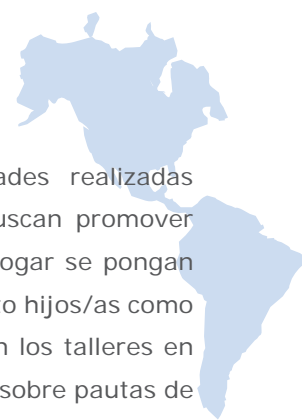 ades realizadas
uscan promover
ogar se pongan
o hijos/as como
n los talleres en
sobre pautas de